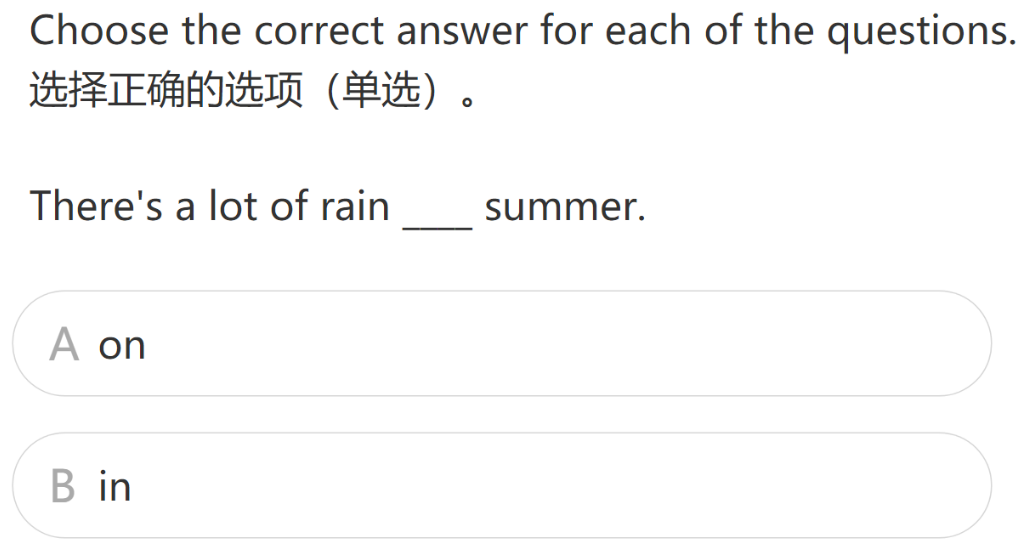 Choose the correct answer for each of the questions.
选择正确的选项（单选）。
There's a lot of rain ____ summer.
A on
B in